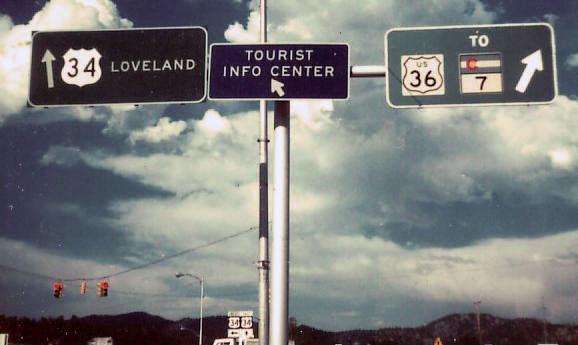 34 LOVELAND
TOURIST
INFO CENTER
TO
US
36
7
34 34